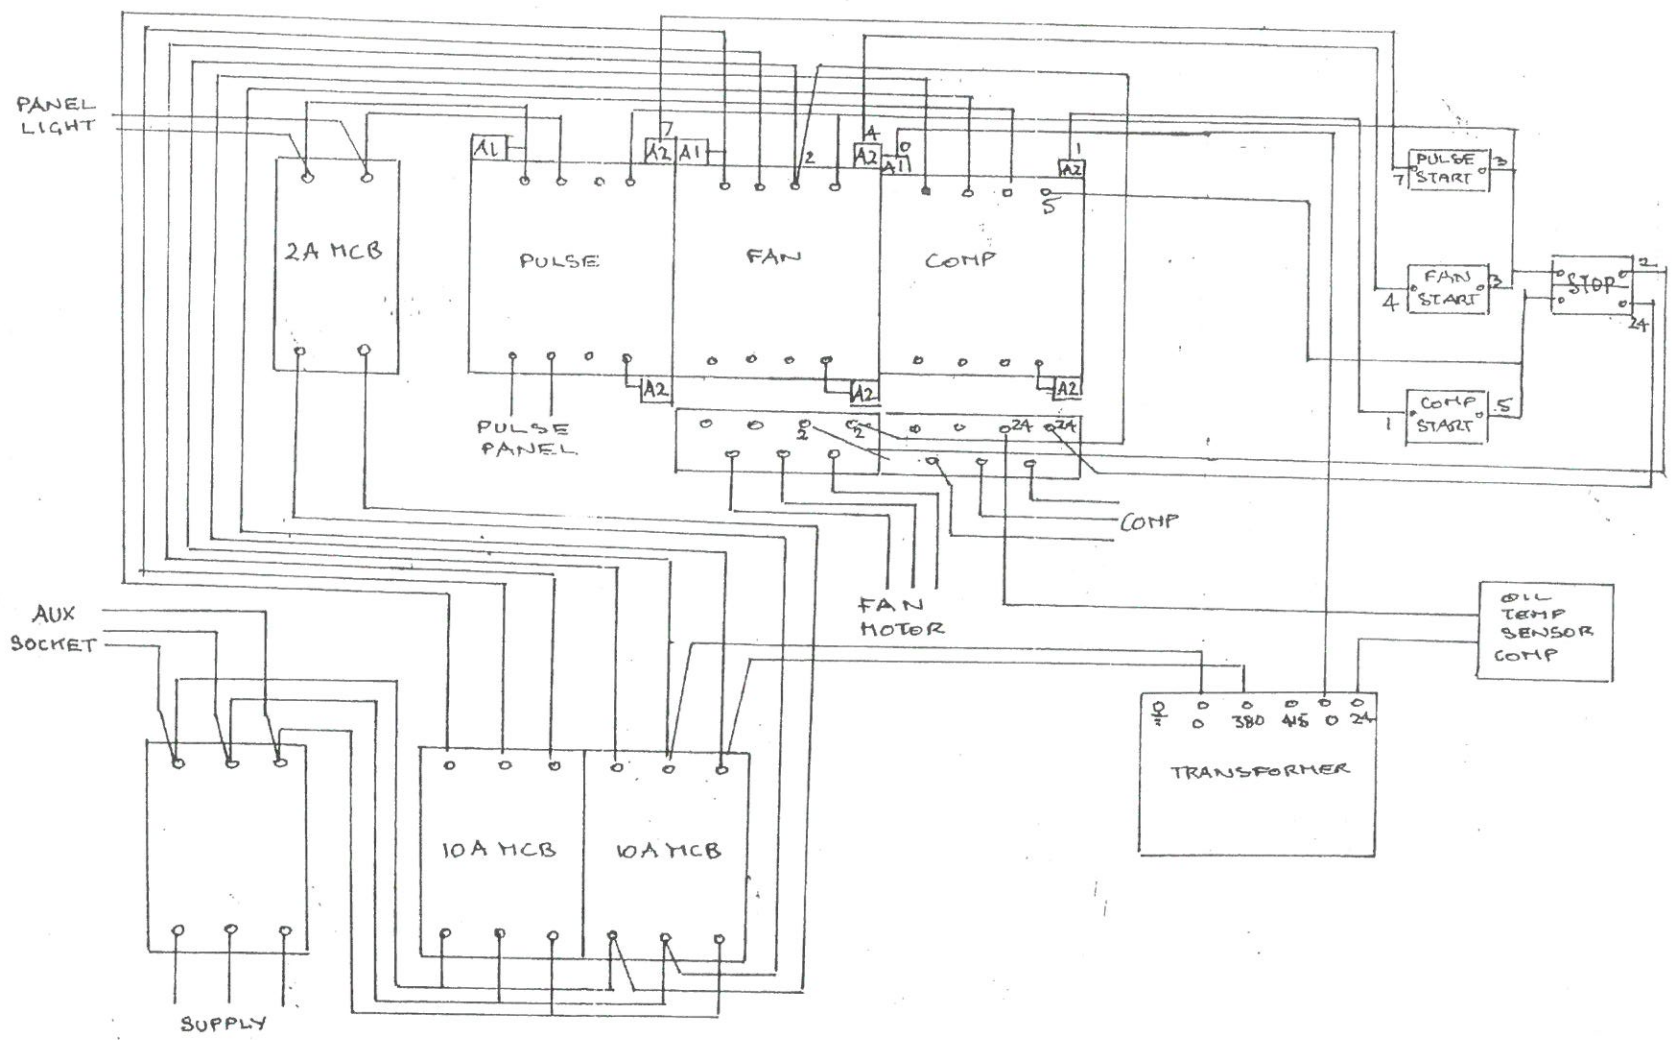 PANEL
LIGHT
7
4
0
1
A1
A2
A1
2
A2
A1
A2
5
PULSE
START
7
3
2A MCB
PULSE
FAN
COMP
FAN
START
4
3
STOP
2
24
A2
A2
A2
COMP
START
1
5
PULSE
PANEL
2
2
24
24
COMP
FAN
MOTOR
AUX
SOCKET
OIL
TEMP
SENSOR
COMP
0
380
415
0
24
TRANSFORMER
10A MCB
10A MCB
SUPPLY